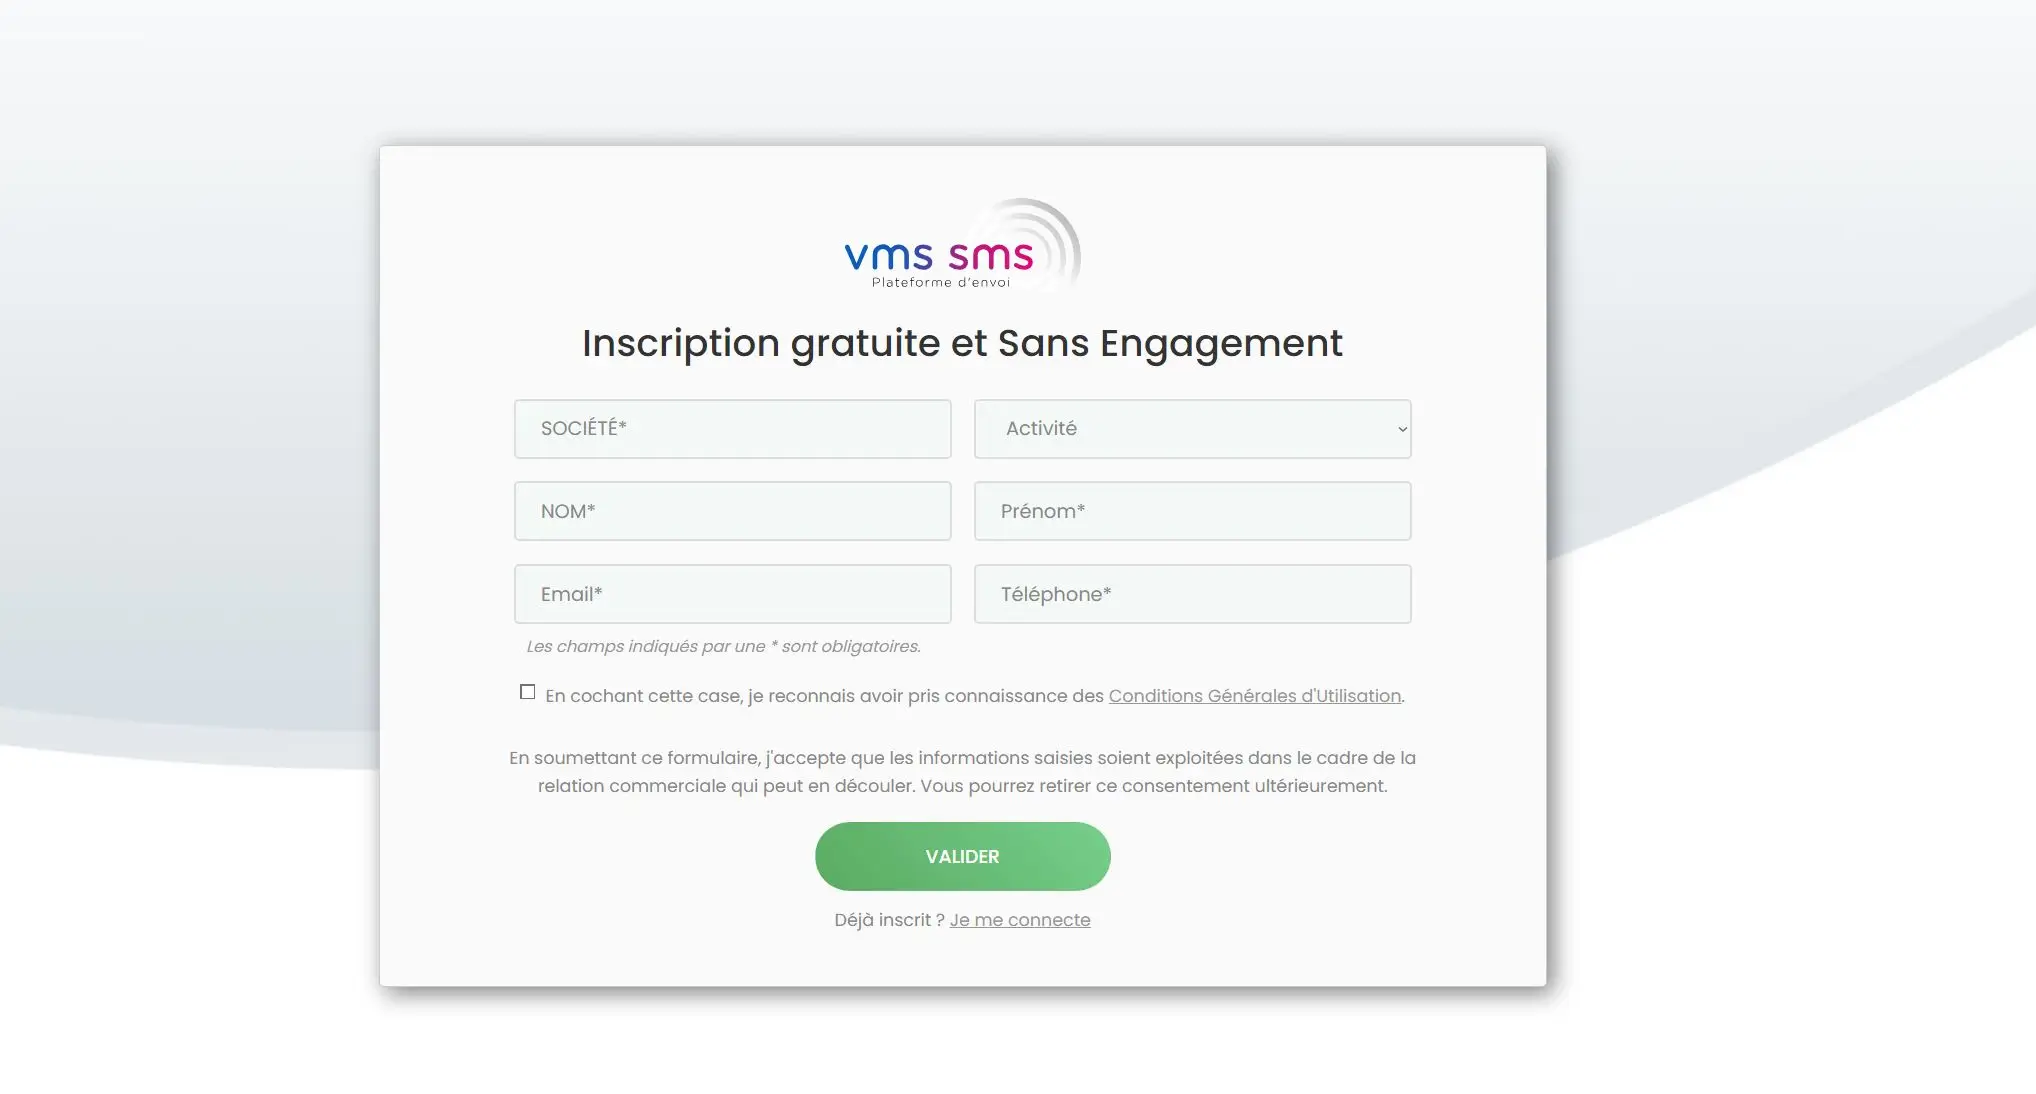 vms sms
Plateforme d'envoi
Inscription gratuite et Sans Engagement
SOCIÉTÉ*
Activité
NOM*
Prénom*
Email*
Téléphone*
Les champs indiqués par une * sont obligatoires.
En cochant cette case, je reconnais avoir pris connaissance des Conditions Générales d'Utilisation.
En soumettant ce formulaire, j'accepte que les informations saisies soient exploitées dans le cadre de la
relation commerciale qui peut en découler. Vous pourrez retirer ce consentement ultérieurement.
VALIDER
Déjà inscrit ? Je me connecte